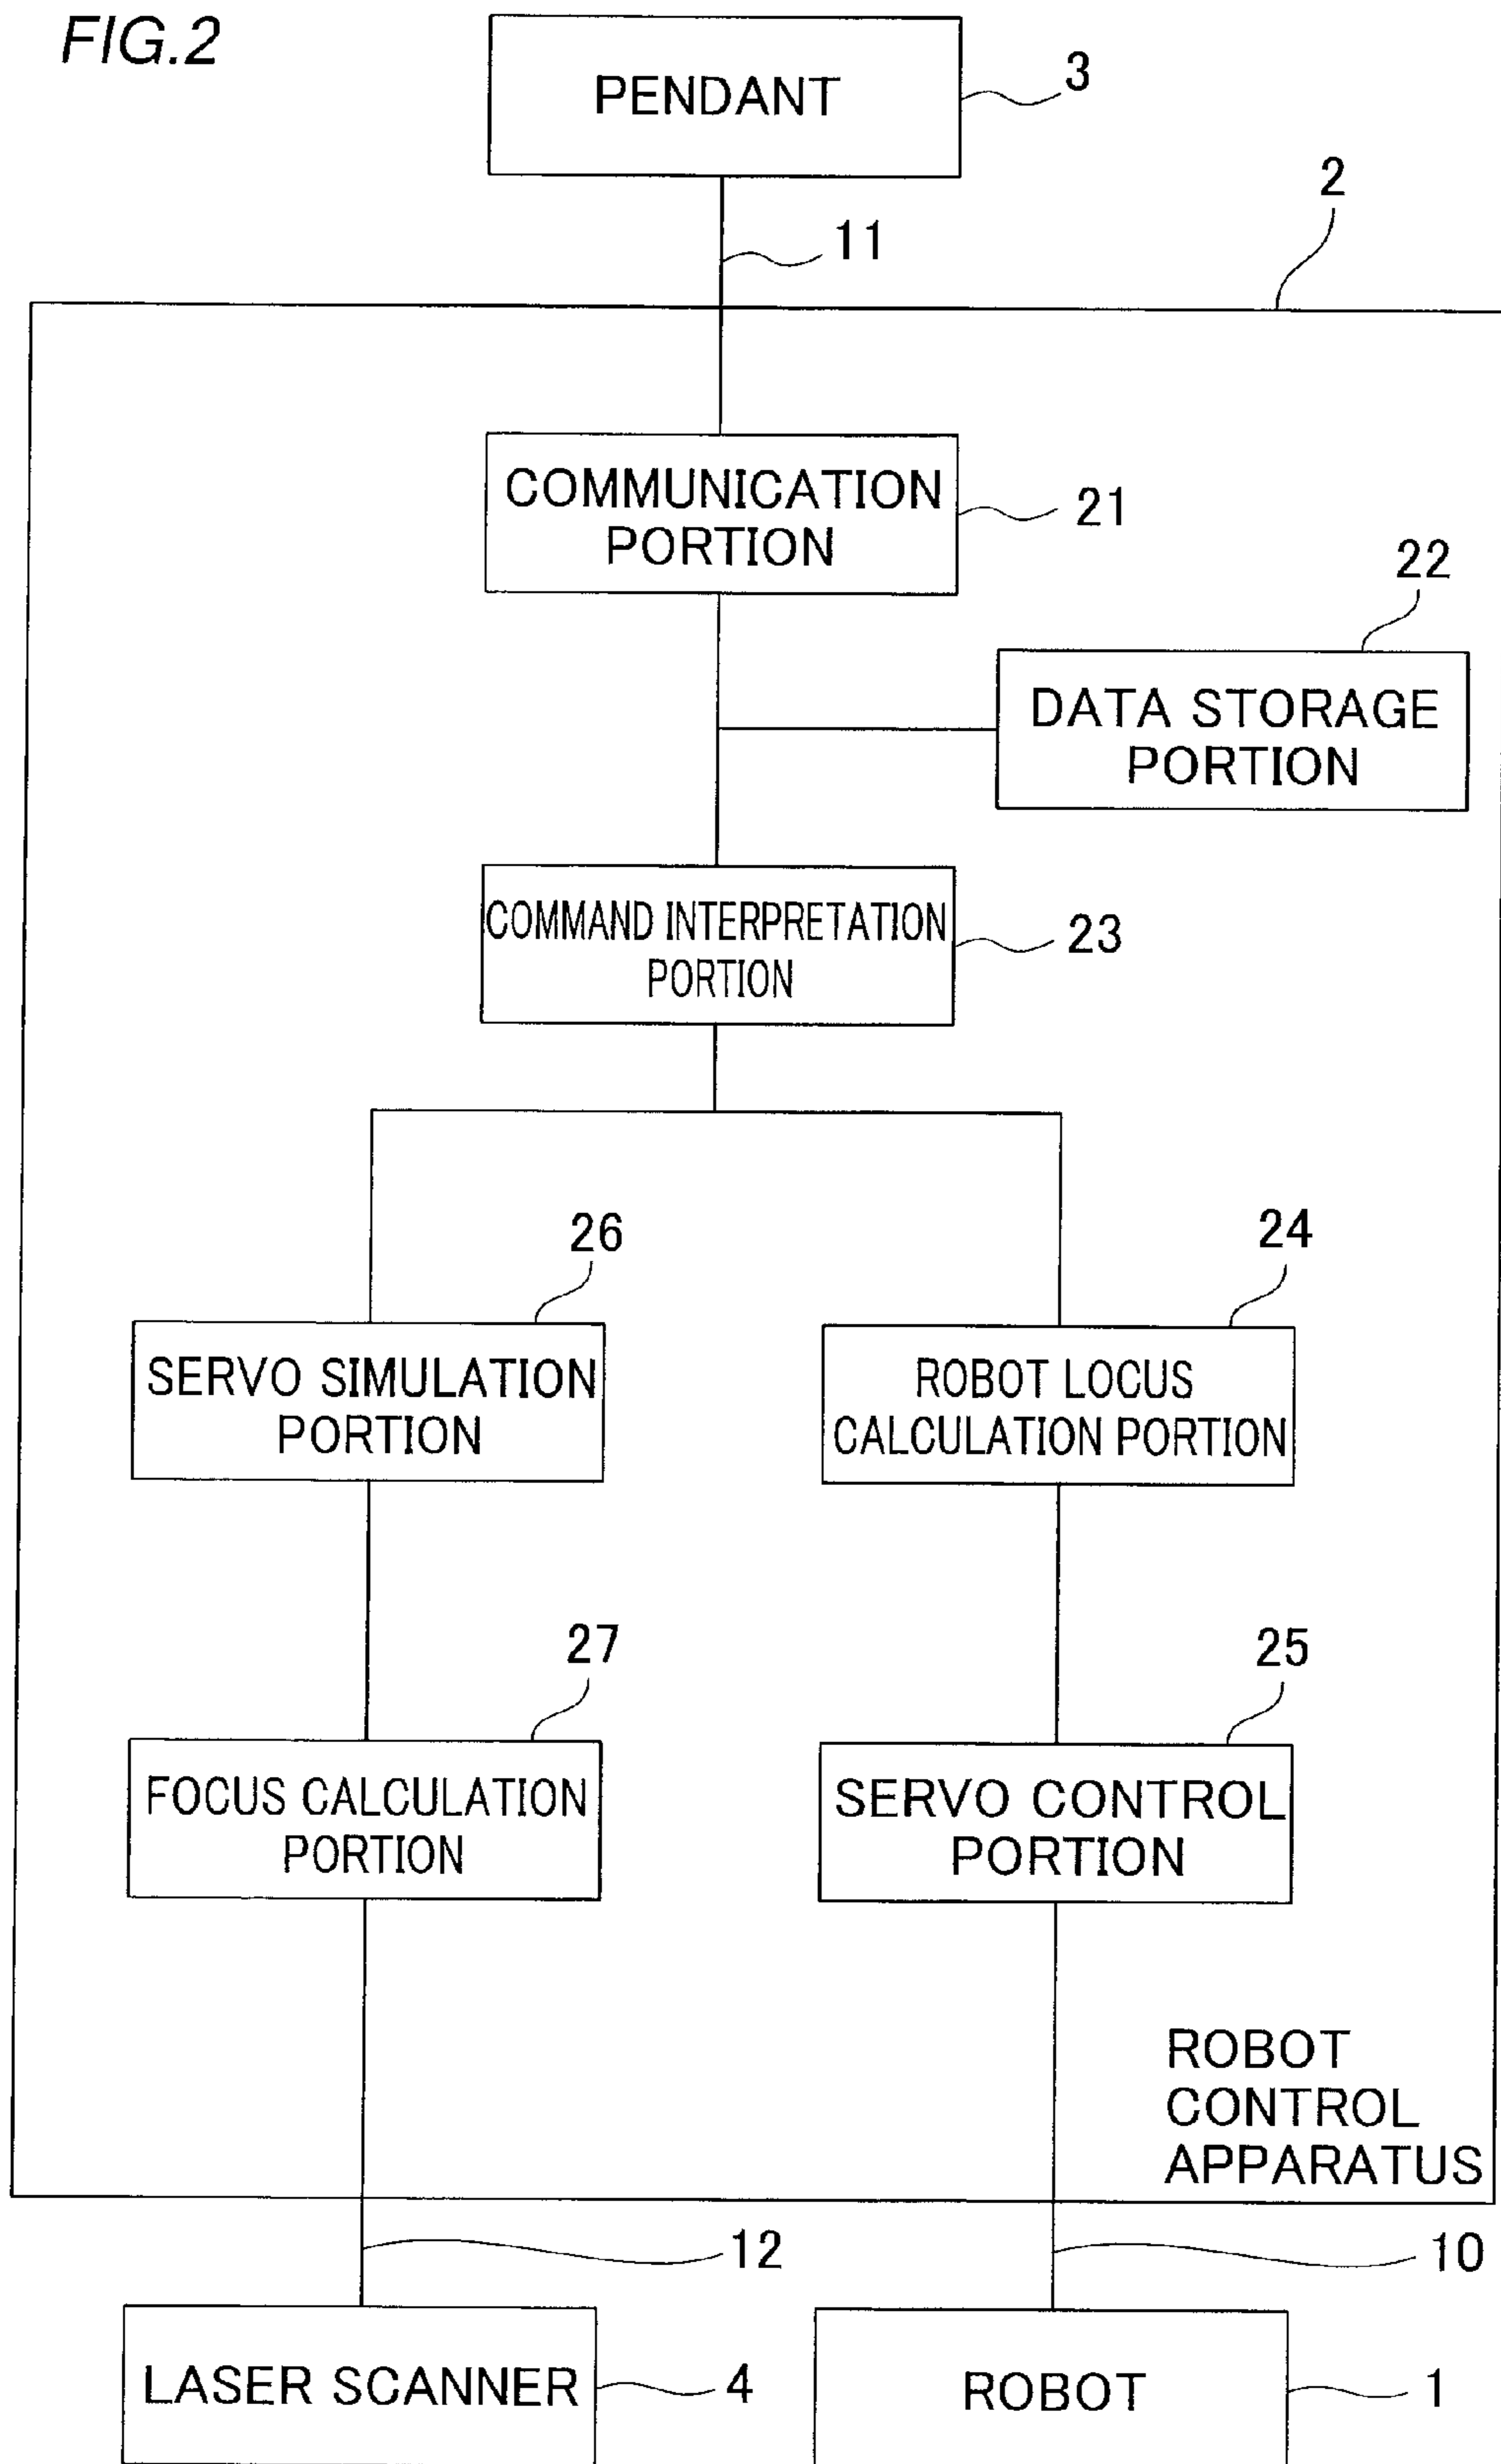 FIG.2
PENDANT
3
2
11
COMMUNICATION
PORTION
21
22
DATA STORAGE
PORTION
COMMAND INTERPRETATION
PORTION
23
26
24
SERVO SIMULATION
PORTION
ROBOT LOCUS
CALCULATION PORTION
27
25
FOCUS CALCULATION
PORTION
SERVO CONTROL
PORTION
ROBOT
CONTROL
APPARATUS
12
10
LASER SCANNER
4
ROBOT
1